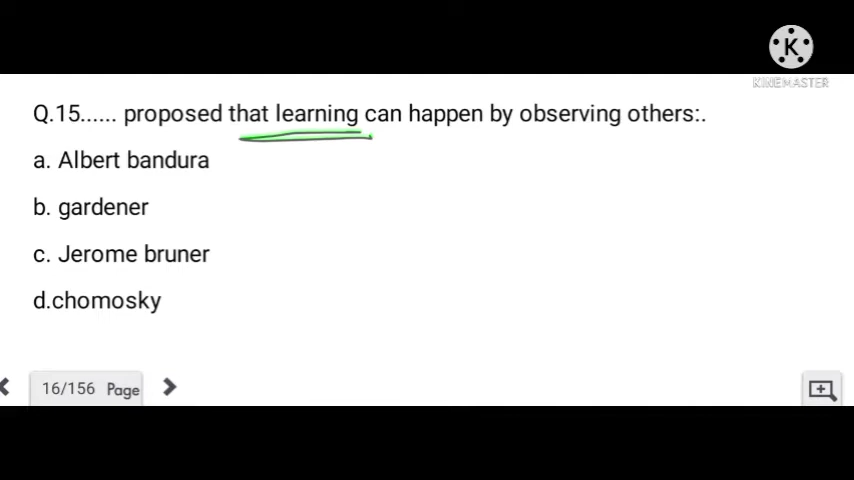 K
KINEMASTER
Q.15...... proposed that learning can happen by observing others:.
a. Albert bandura
b. gardener
c. Jerome bruner
d.chomosky
16/156 Page